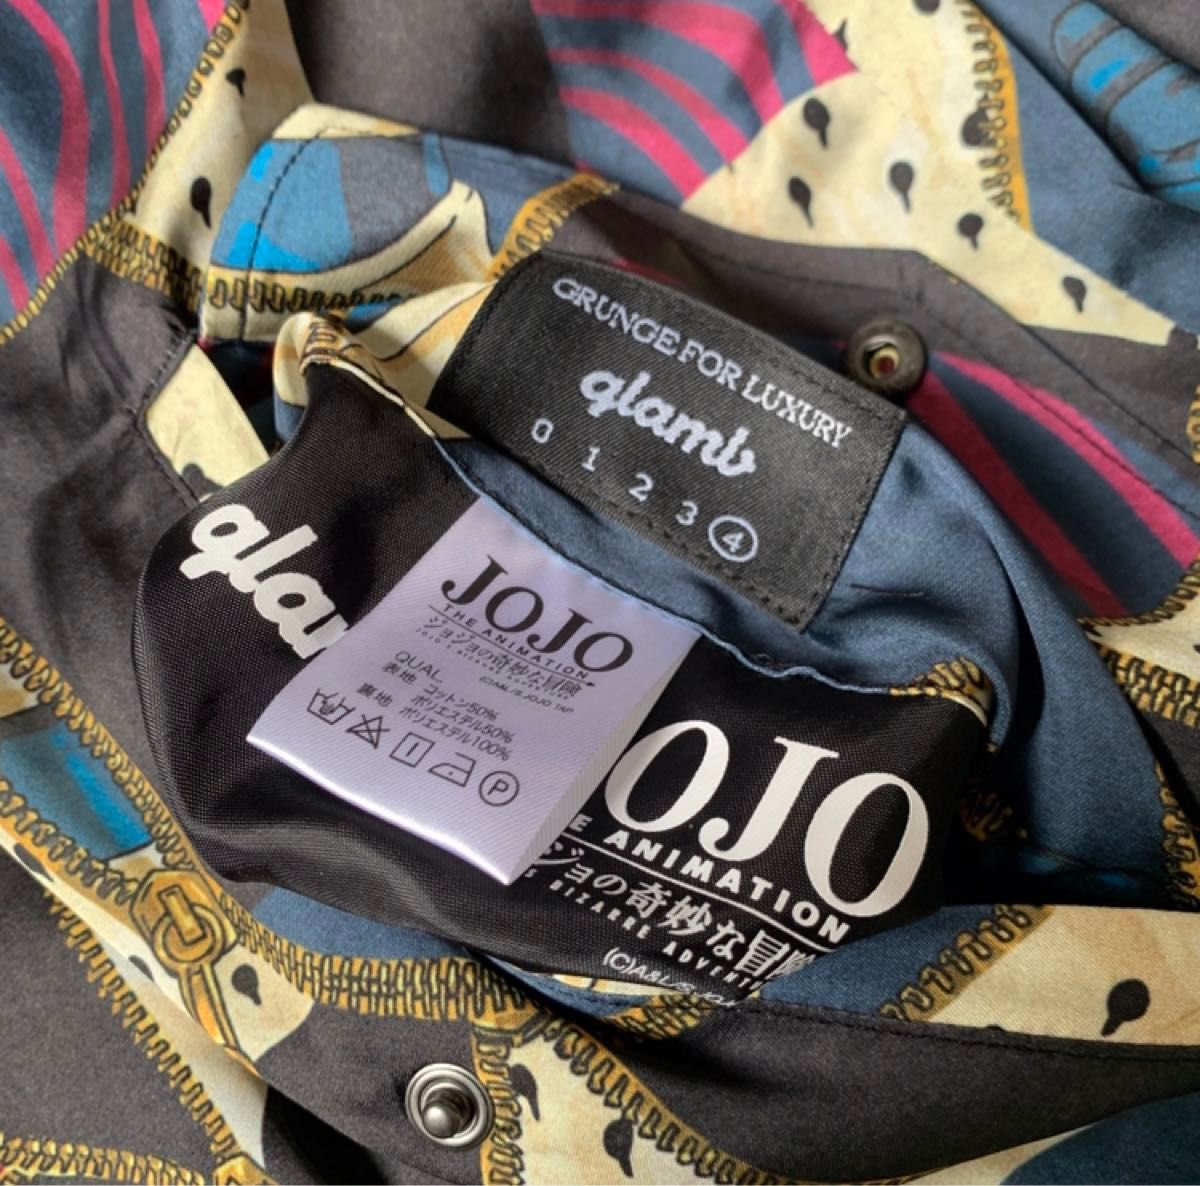 GRUNGE FOR LUXURY
glamb
0 1 2 3 4
glam
JOJO
THE ANIMATION
ジョジョの奇妙な冒険
JOJO'S BIZARRE ADVENTURE
QUAL.
表地 コットン50%
ポリエステル50%
裏地 ポリエステル100%
P
OJO
E ANIMATION
ジョの奇妙な冒険
S BIZARRE ADVENT